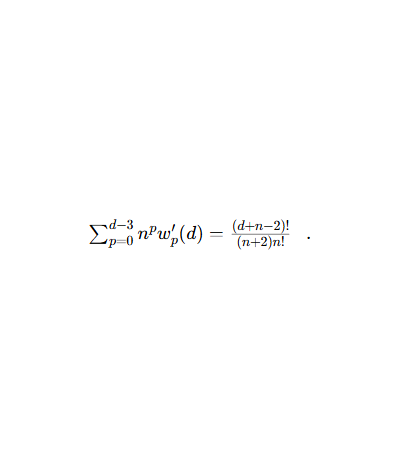 $\sum_{p=0}^{d-3} n^p w'_p(d) = \frac{(d+n-2)!}{(n+2)n!}$ .